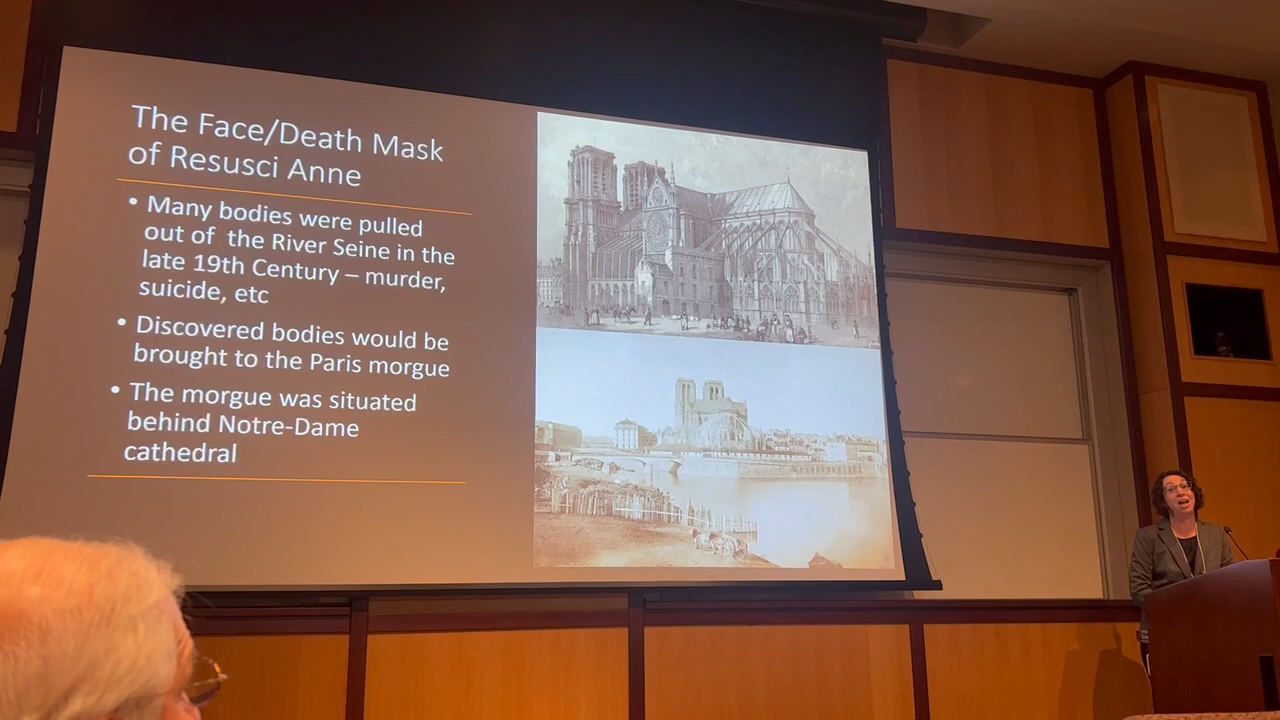 The Face/Death Mask
of Resusci Anne
• Many bodies were pulled
out of the River Seine in the
late 19th Century – murder,
suicide, etc
• Discovered bodies would be
brought to the Paris morgue
• The morgue was situated
behind Notre-Dame
cathedral